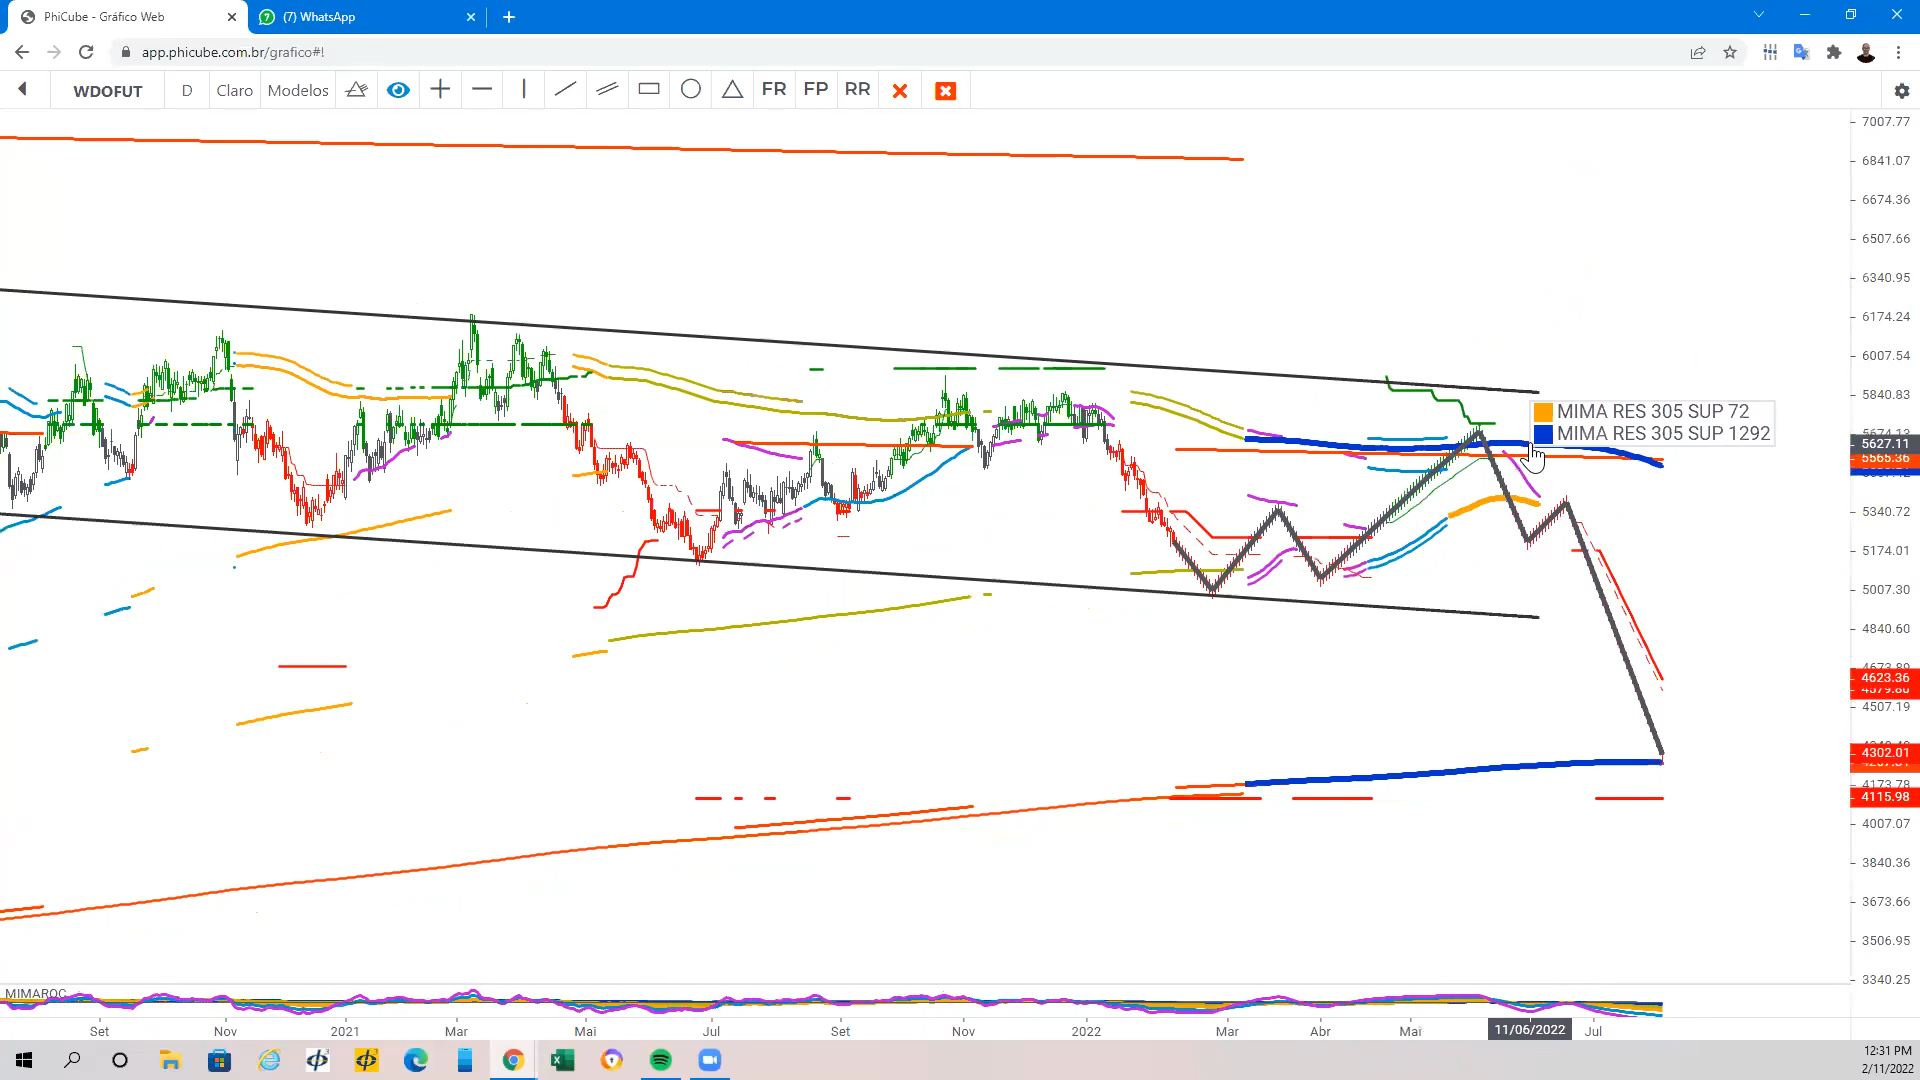 PhiCube - Gráfico Web
(7) WhatsApp
app.phicube.com.br/grafico#!
WDOFUT D Claro Modelos FR FP RR
7007.77
6841.07
6674.36
6507.66
6340.95
6174.24
6007.54
5840.83
MIMA RES 305 SUP 72
MIMA RES 305 SUP 1292
5627.11
5565.36
5340.72
5174.01
5007.30
4840.60
4623.36
4507.19
4302.01
4173.78
4115.98
4007.07
3840.36
3673.66
3506.95
3340.25
MIMAROC
Set Nov 2021 Mar Mai Jul Set Nov 2022 Mar Abr Mai 11/06/2022 Jul
12:31 PM
2/11/2022